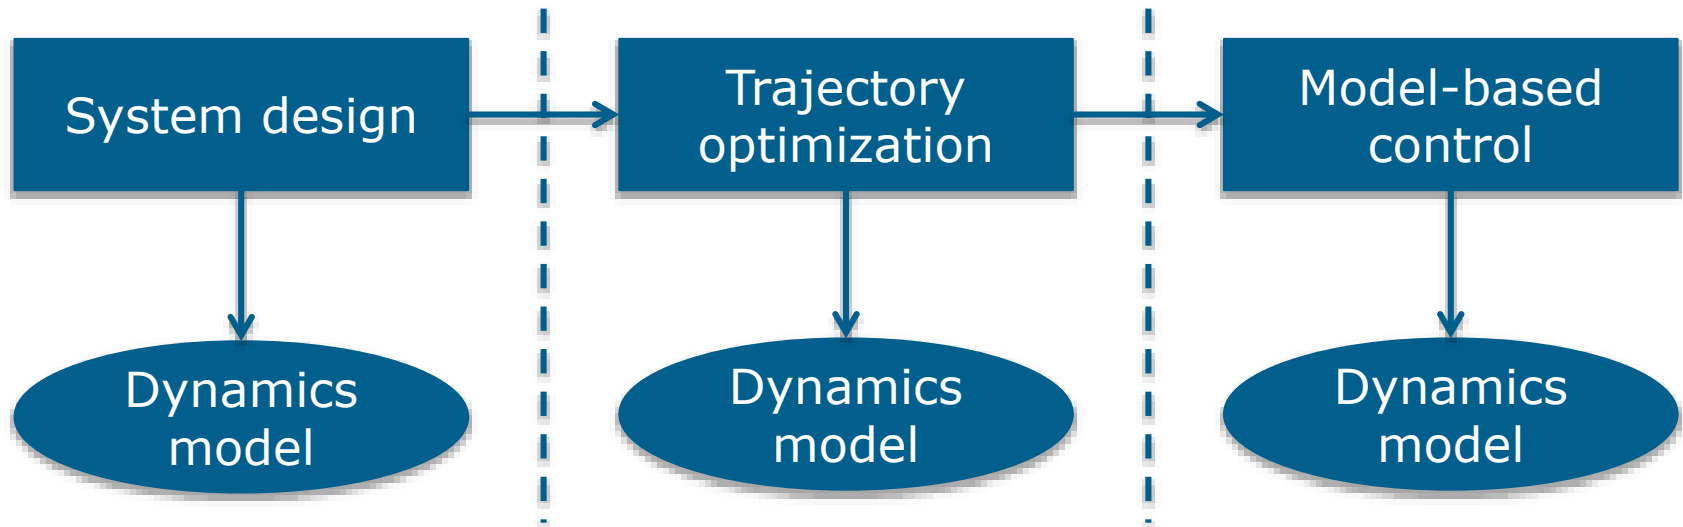 System design
Trajectory
optimization
Model-based
control
Dynamics
model
Dynamics
model
Dynamics
model